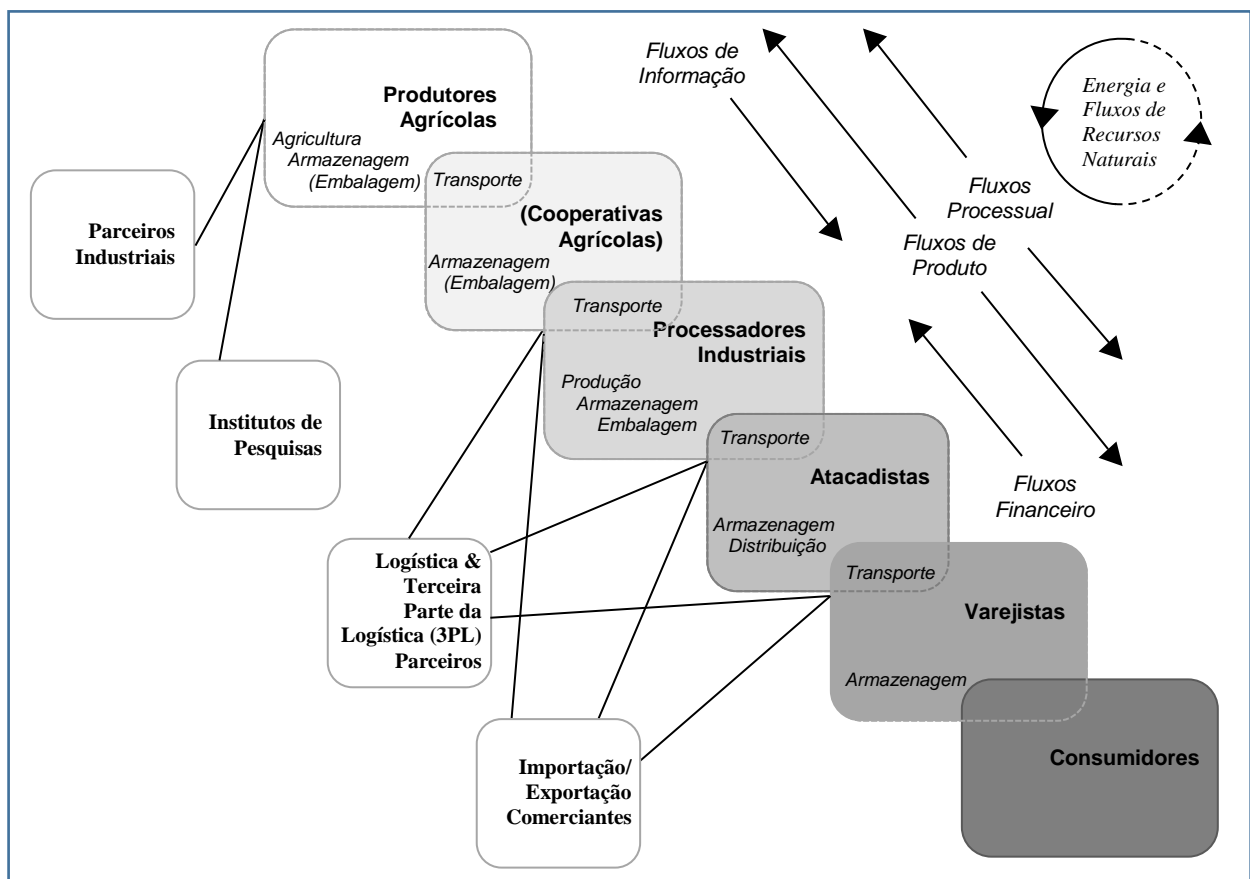 Produtores
Agrícolas
Agricultura
Armazenagem
(Embalagem)
Transporte
(Cooperativas
Agrícolas)
Armazenagem
(Embalagem)
Transporte
Processadores
Industriais
Produção
Armazenagem
Embalagem
Transporte
Atacadistas
Armazenagem
Distribuição
Transporte
Varejistas
Armazenagem
Consumidores
Parceiros
Industriais
Institutos de
Pesquisas
Logística &
Terceira
Parte da
Logística (3PL)
Parceiros
Importação/
Exportação
Comerciantes
Fluxos de
Informação
Fluxos
Processual
Fluxos de
Produto
Fluxos
Financeiro
Energia e
Fluxos de
Recursos
Naturais